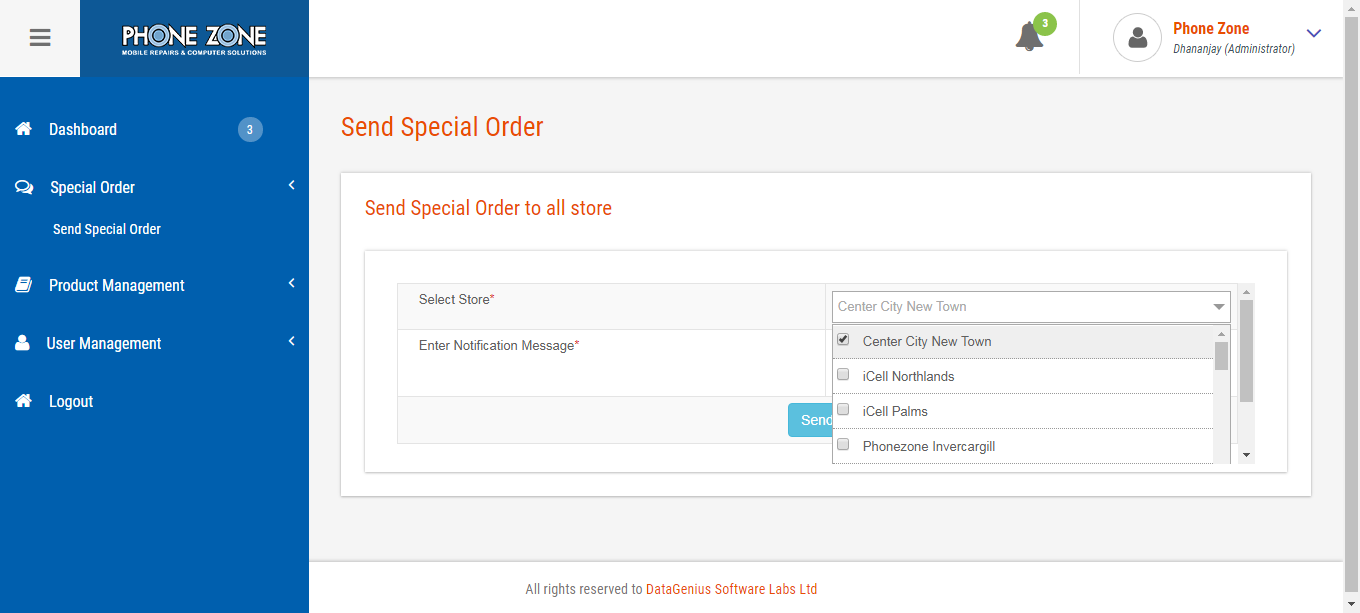 PHONE ZONE
MOBILE REPAIRS & COMPUTER SOLUTIONS
3
Phone Zone
Dhananjay (Administrator)
Dashboard
3
Special Order
Send Special Order
Product Management
User Management
Logout
Send Special Order
Send Special Order to all store
Select Store*
Center City New Town
Enter Notification Message*
Center City New Town
iCell Northlands
iCell Palms
Phonezone Invercargill
Send
All rights reserved to DataGenius Software Labs Ltd